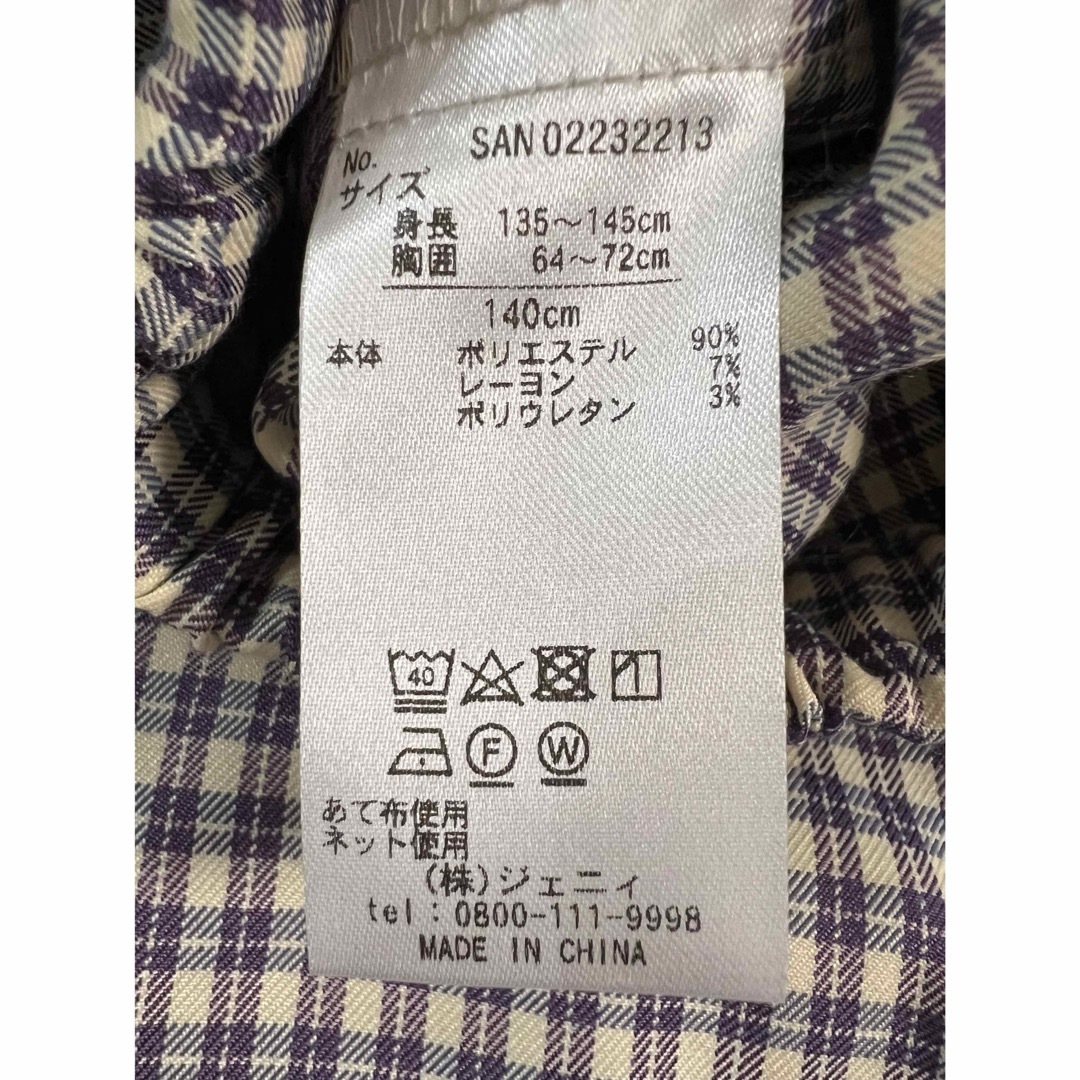 No. SAN 02232213
サイズ
身長 135～145cm
胸囲 64～72cm
140cm
本体 ポリエステル 90%
レーヨン 7%
ポリウレタン 3%
40
F W
あて布使用
ネット使用
(株)ジェニィ
tel：0800-111-9998
MADE IN CHINA